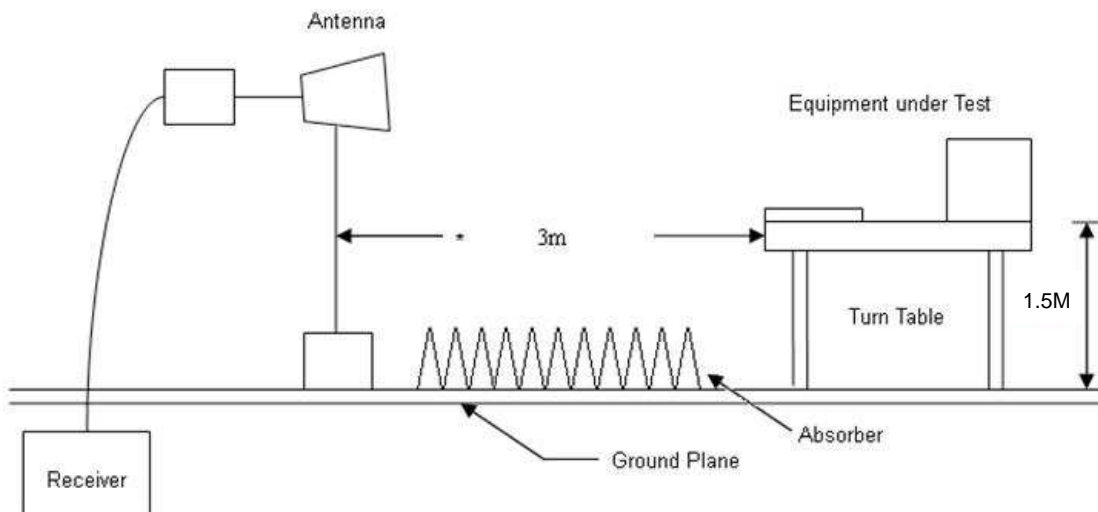 Antenna
Equipment under Test
* 3m
1.5M
Turn Table
Absorber
Ground Plane
Receiver